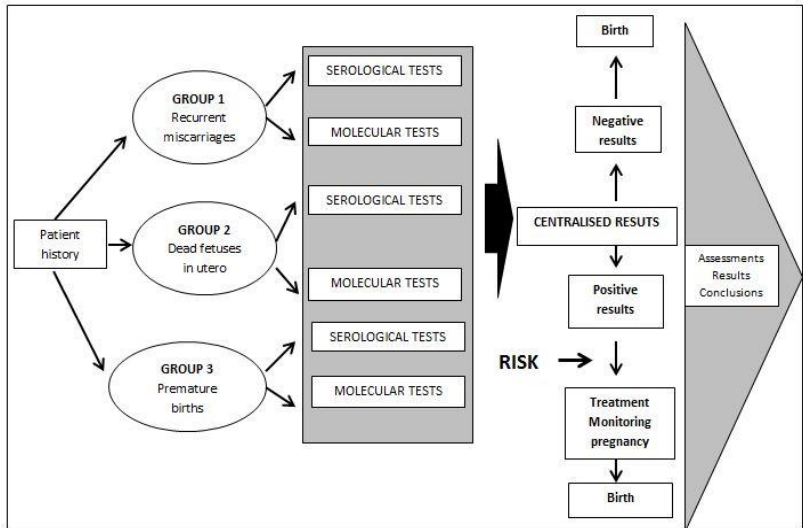 Patient
history
GROUP 1
Recurrent
miscarriages
GROUP 2
Dead fetuses
in utero
GROUP 3
Premature
births
SEROLOGICAL TESTS
MOLECULAR TESTS
SEROLOGICAL TESTS
MOLECULAR TESTS
SEROLOGICAL TESTS
MOLECULAR TESTS
Birth
Negative
results
CENTRALISED RESUTS
Positive
results
RISK
Treatment
Monitoring
pregnancy
Birth
Assessments
Results
Conclusions